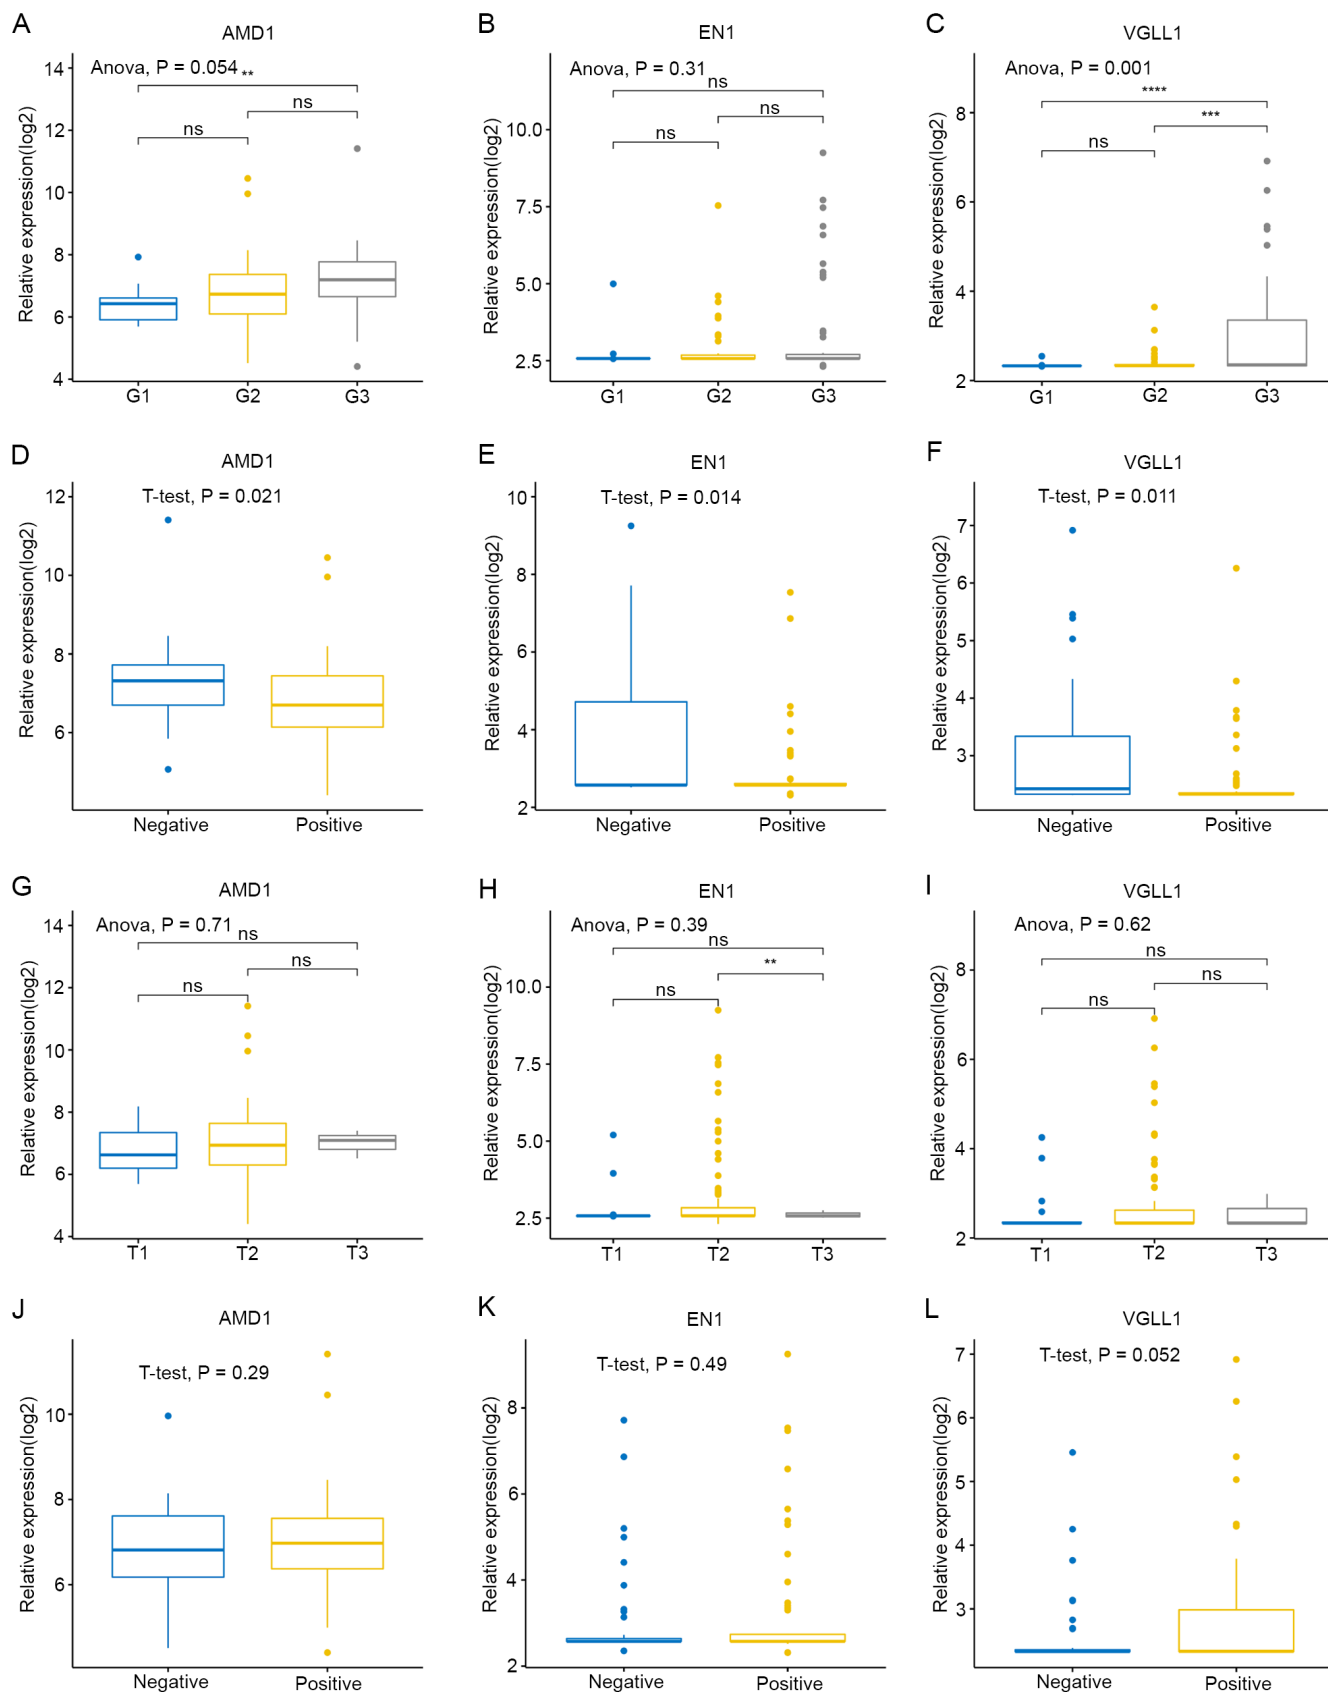 A
AMD1
Anova, P = 0.054
**
ns
ns
Relative expression(log2)
14
12
10
8
6
4
G1
G2
G3
B
EN1
Anova, P = 0.31
ns
ns
ns
Relative expression(log2)
10.0
7.5
5.0
2.5
G1
G2
G3
C
VGLL1
Anova, P = 0.001
****
***
ns
Relative expression(log2)
8
6
4
2
G1
G2
G3
D
AMD1
T-test, P = 0.021
Relative expression(log2)
12
10
8
6
Negative
Positive
E
EN1
T-test, P = 0.014
Relative expression(log2)
10
8
6
4
2
Negative
Positive
F
VGLL1
T-test, P = 0.011
Relative expression(log2)
7
6
5
4
3
Negative
Positive
G
AMD1
Anova, P = 0.71
ns
ns
ns
Relative expression(log2)
14
12
10
8
6
4
T1
T2
T3
H
EN1
Anova, P = 0.39
ns
**
ns
Relative expression(log2)
10.0
7.5
5.0
2.5
T1
T2
T3
I
VGLL1
Anova, P = 0.62
ns
ns
ns
Relative expression(log2)
8
6
4
2
T1
T2
T3
J
AMD1
T-test, P = 0.29
Relative expression(log2)
10
8
6
Negative
Positive
K
EN1
T-test, P = 0.49
Relative expression(log2)
8
6
4
2
Negative
Positive
L
VGLL1
T-test, P = 0.052
Relative expression(log2)
7
6
5
4
3
Negative
Positive